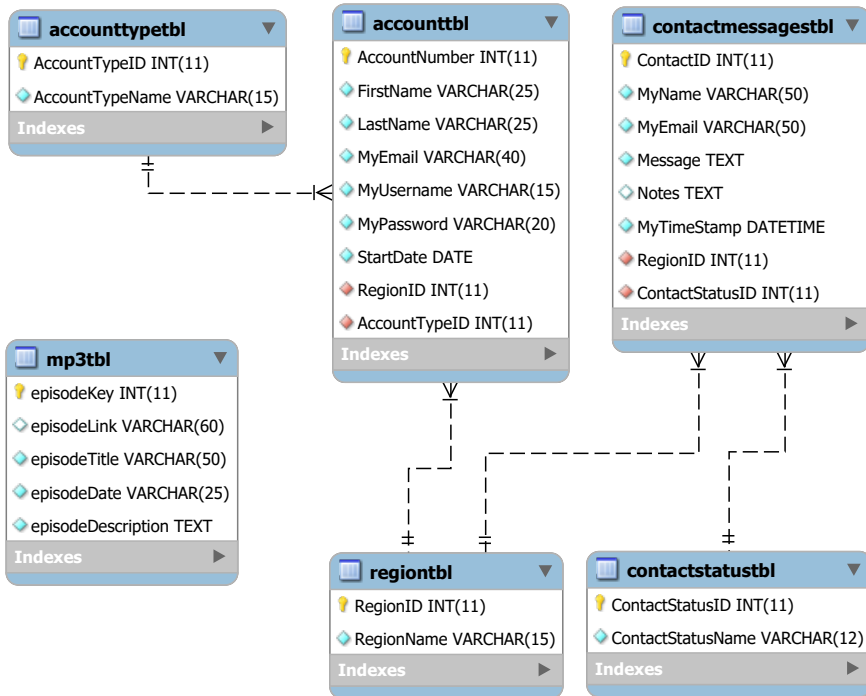 accounttypetbl
AccountTypeID INT(11)
AccountTypeName VARCHAR(15)
Indexes
accounttbl
AccountNumber INT(11)
FirstName VARCHAR(25)
LastName VARCHAR(25)
MyEmail VARCHAR(40)
MyUsername VARCHAR(15)
MyPassword VARCHAR(20)
StartDate DATE
RegionID INT(11)
AccountTypeID INT(11)
Indexes
contactmessagestbl
ContactID INT(11)
MyName VARCHAR(50)
MyEmail VARCHAR(50)
Message TEXT
Notes TEXT
MyTimeStamp DATETIME
RegionID INT(11)
ContactStatusID INT(11)
Indexes
mp3tbl
episodeKey INT(11)
episodeLink VARCHAR(60)
episodeTitle VARCHAR(50)
episodeDate VARCHAR(25)
episodeDescription TEXT
Indexes
regiontbl
RegionID INT(11)
RegionName VARCHAR(15)
Indexes
contactstatustbl
ContactStatusID INT(11)
ContactStatusName VARCHAR(12)
Indexes